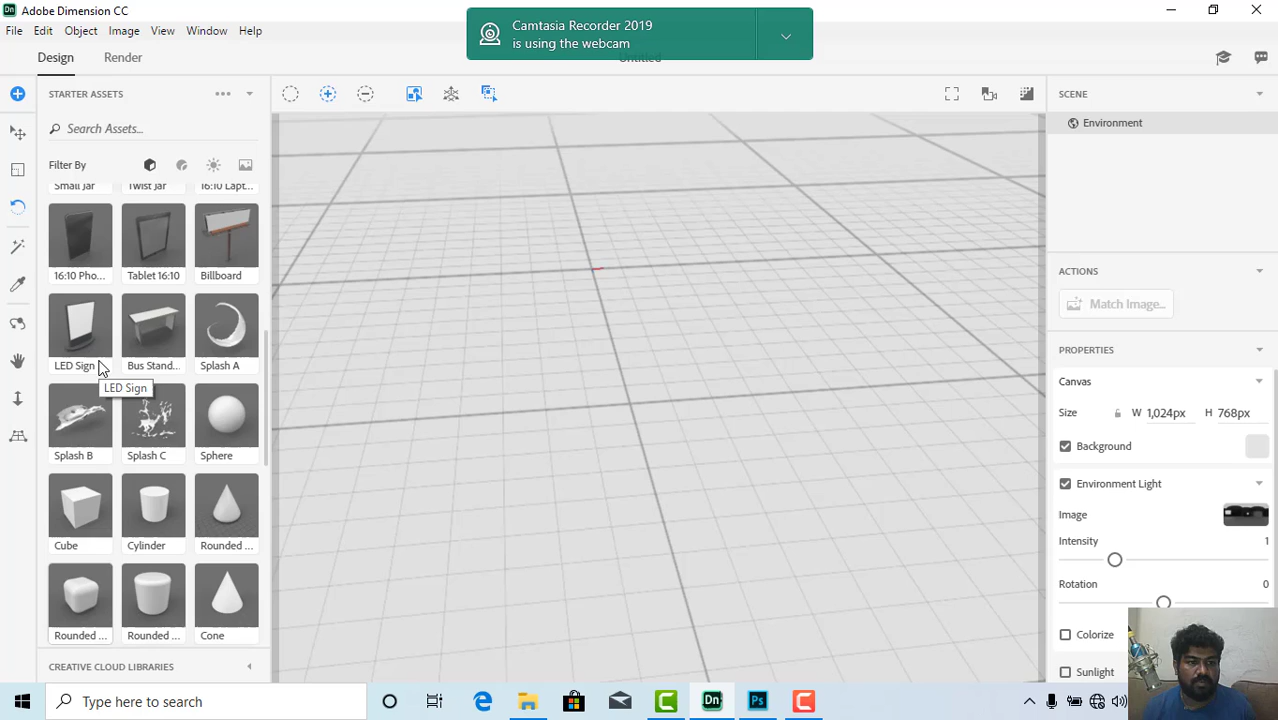 Dn Adobe Dimension CC
Camtasia Recorder 2019
is using the webcam
File Edit Object Image View Window Help
Design Render
STARTER ASSETS
Search Assets...
Filter By
Small Jar Twist Jar 16:10 Lapt...
16:10 Pho... Tablet 16:10 Billboard
LED Sign Bus Stand... Splash A
LED Sign
Splash B Splash C Sphere
Cube Cylinder Rounded ...
Rounded ... Rounded ... Cone
CREATIVE CLOUD LIBRARIES
SCENE
Environment
ACTIONS
Match Image...
PROPERTIES
Canvas
Size W 1,024px H 768px
Background
Environment Light
Image
Intensity 1
Rotation 0
Colorize
Sunlight
Type here to search
Dn Ps